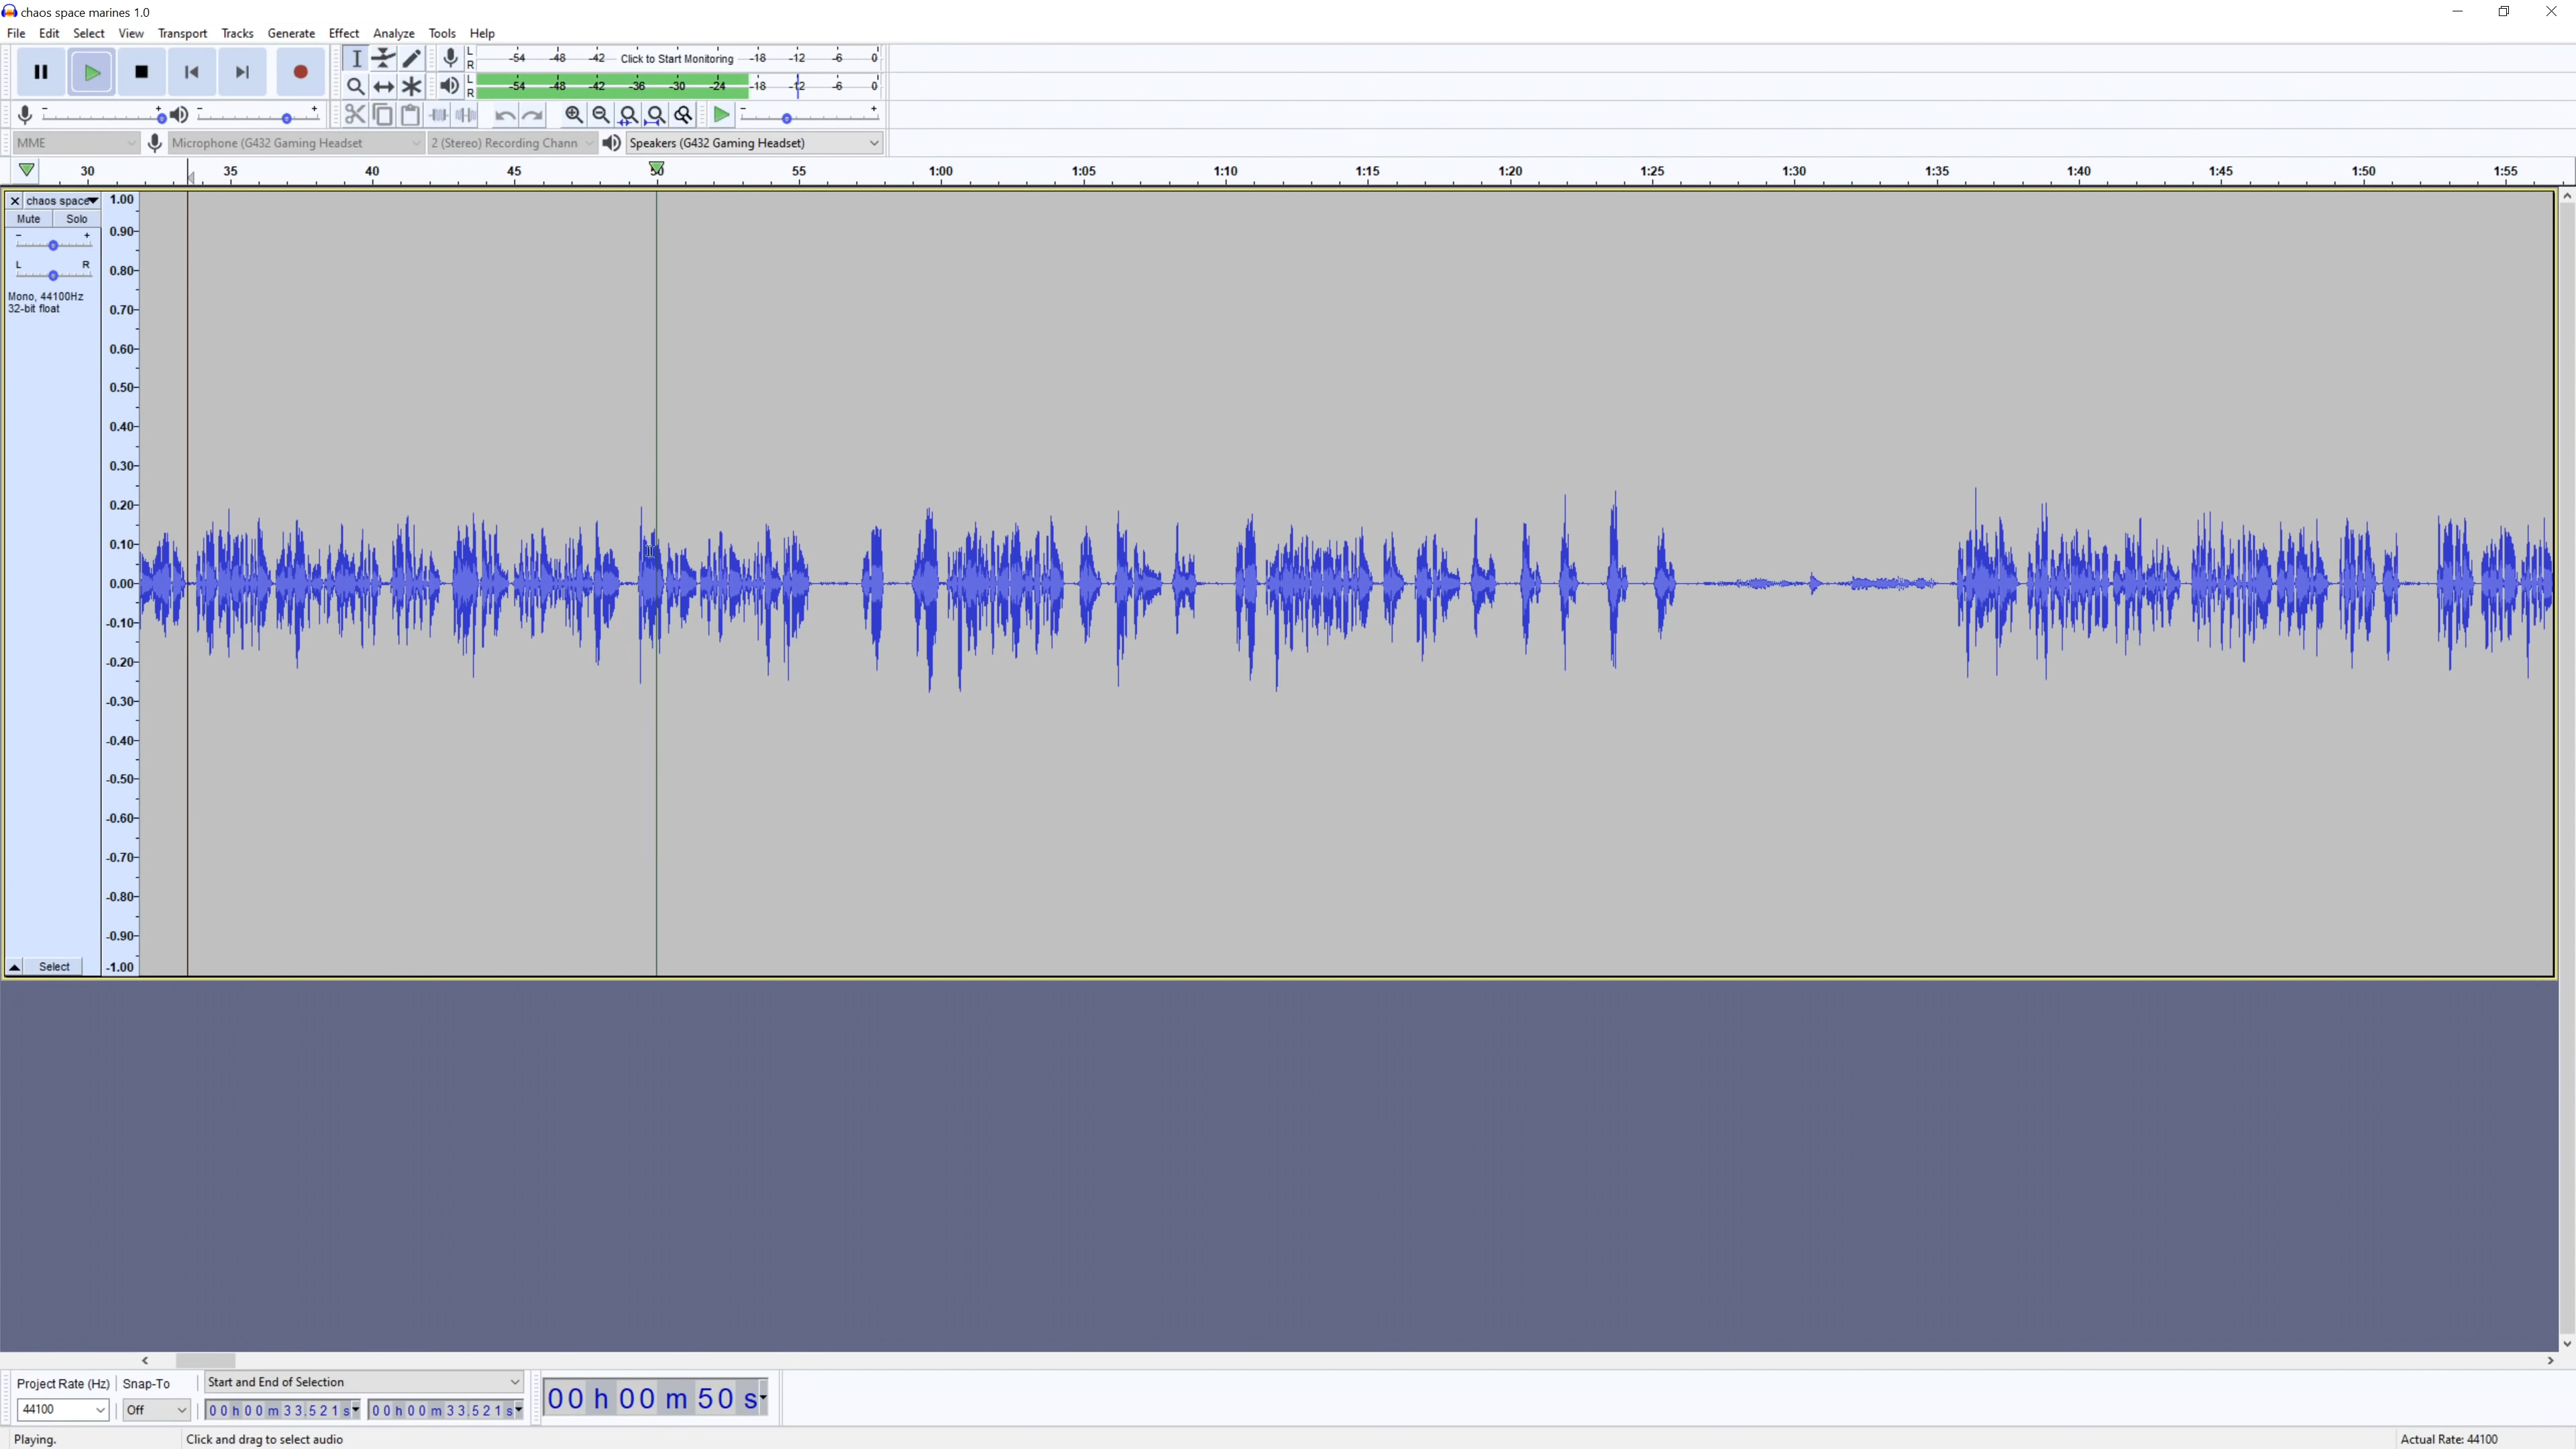 chaos space marines 1.0
File Edit Select View Transport Tracks Generate Effect Analyze Tools Help
L R -54 -48 -42 Click to Start Monitoring -18 -12 -6 0
L R -54 -48 -42 -36 -30 -24 -18 -12 -6 0
- + - + - +
MME Microphone (G432 Gaming Headset 2 (Stereo) Recording Chann Speakers (G432 Gaming Headset)
30 35 40 45 50 55 1:00 1:05 1:10 1:15 1:20 1:25 1:30 1:35 1:40 1:45 1:50 1:55
chaos space
Mute Solo
- +
L R
Mono, 44100Hz
32-bit float
Select
1.00
0.90
0.80
0.70
0.60
0.50
0.40
0.30
0.20
0.10
0.00
-0.10
-0.20
-0.30
-0.40
-0.50
-0.60
-0.70
-0.80
-0.90
-1.00
Project Rate (Hz) Snap-To Start and End of Selection
44100 Off 00h00m33.521s 00h00m33.521s
00h00m50s
Playing. Click and drag to select audio Actual Rate: 44100